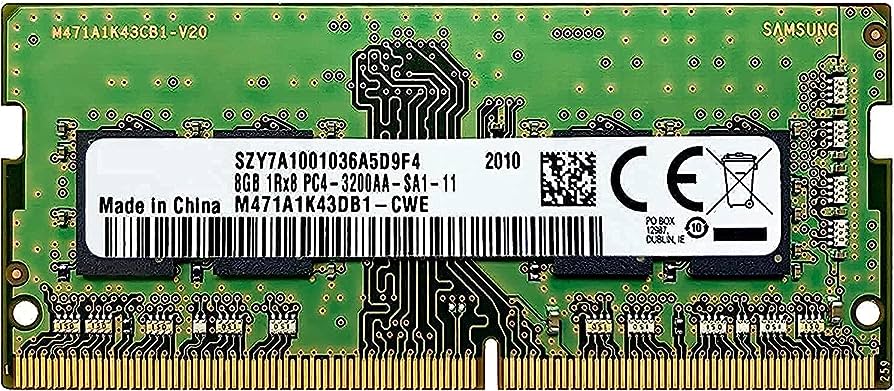 M471A1K43CB1-V20
SAMSUNG
SZY7A1001036A5D9F4
2010
8GB 1Rx8 PC4-3200AA-SA1-11
Made in China
M471A1K43DB1-CWE
CE
PO BOX
12987,
DUBLIN, IE
10